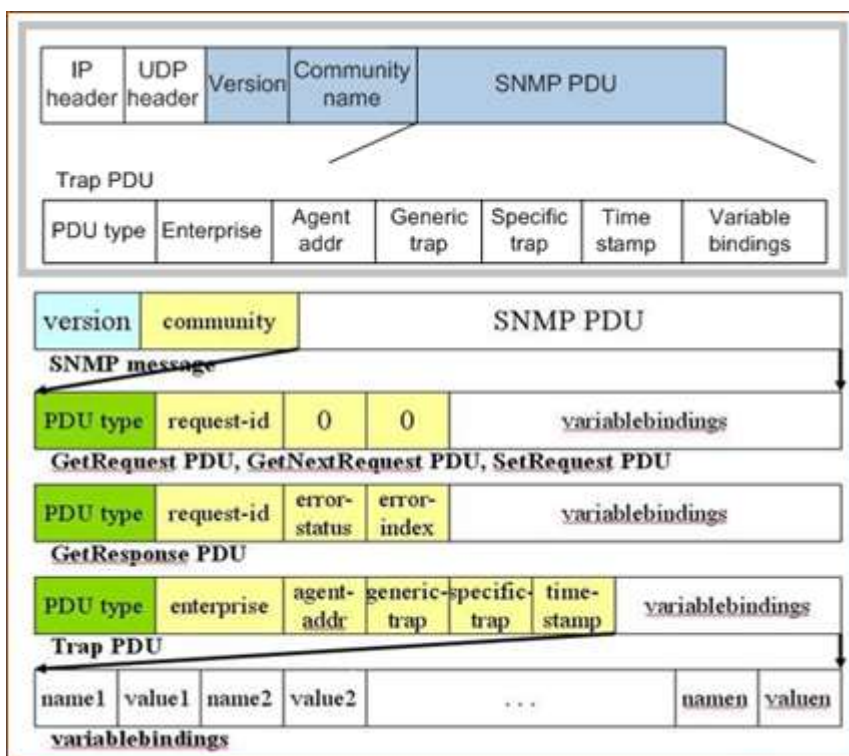 IP header UDP header Version Community name SNMP PDU
Trap PDU
PDU type Enterprise Agent addr Generic trap Specific trap Time stamp Variable bindings
version community SNMP PDU
SNMP message
PDU type request-id 0 0 variablebindings
GetRequest PDU, GetNextRequest PDU, SetRequest PDU
PDU type request-id error-status error-index variablebindings
GetResponse PDU
PDU type enterprise agent-addr generic-trap specific-trap time-stamp variablebindings
Trap PDU
name1 value1 name2 value2 . . . namen valuen
variablebindings